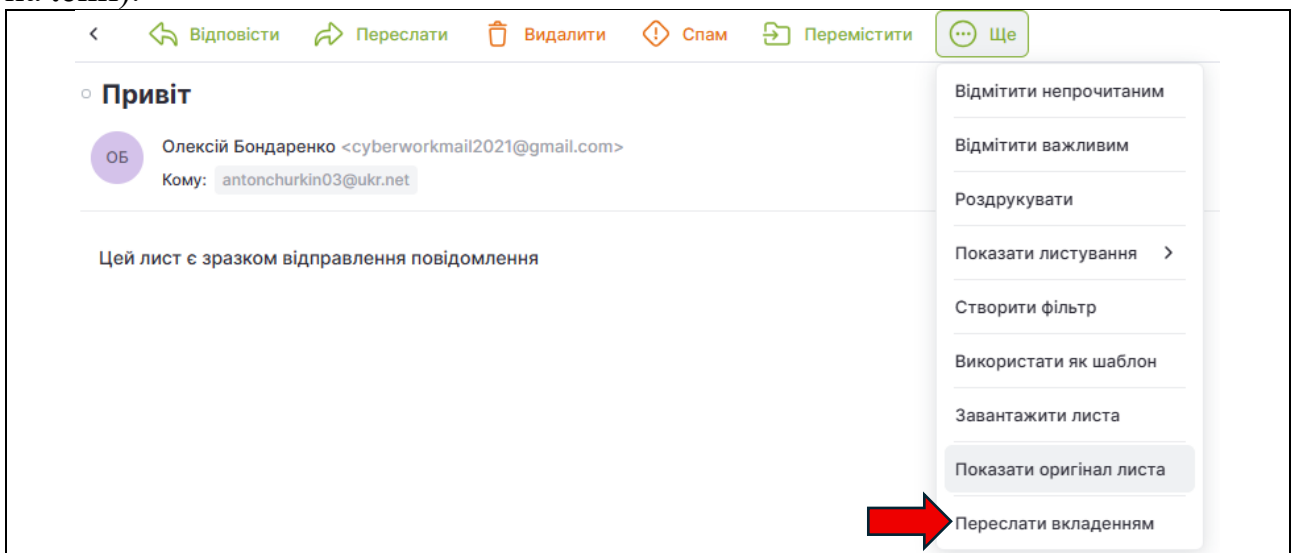 Відповісти Переслати Видалити Спам Перемістити Ще
Привіт
ОБ
Олексій Бондаренко <cyberworkmail2021@gmail.com>
Кому: antonchurkin03@ukr.net
Цей лист є зразком відправлення повідомлення
Відмітити непрочитаним
Відмітити важливим
Роздрукувати
Показати листування
Створити фільтр
Використати як шаблон
Завантажити листа
Показати оригінал листа
Переслати вкладенням